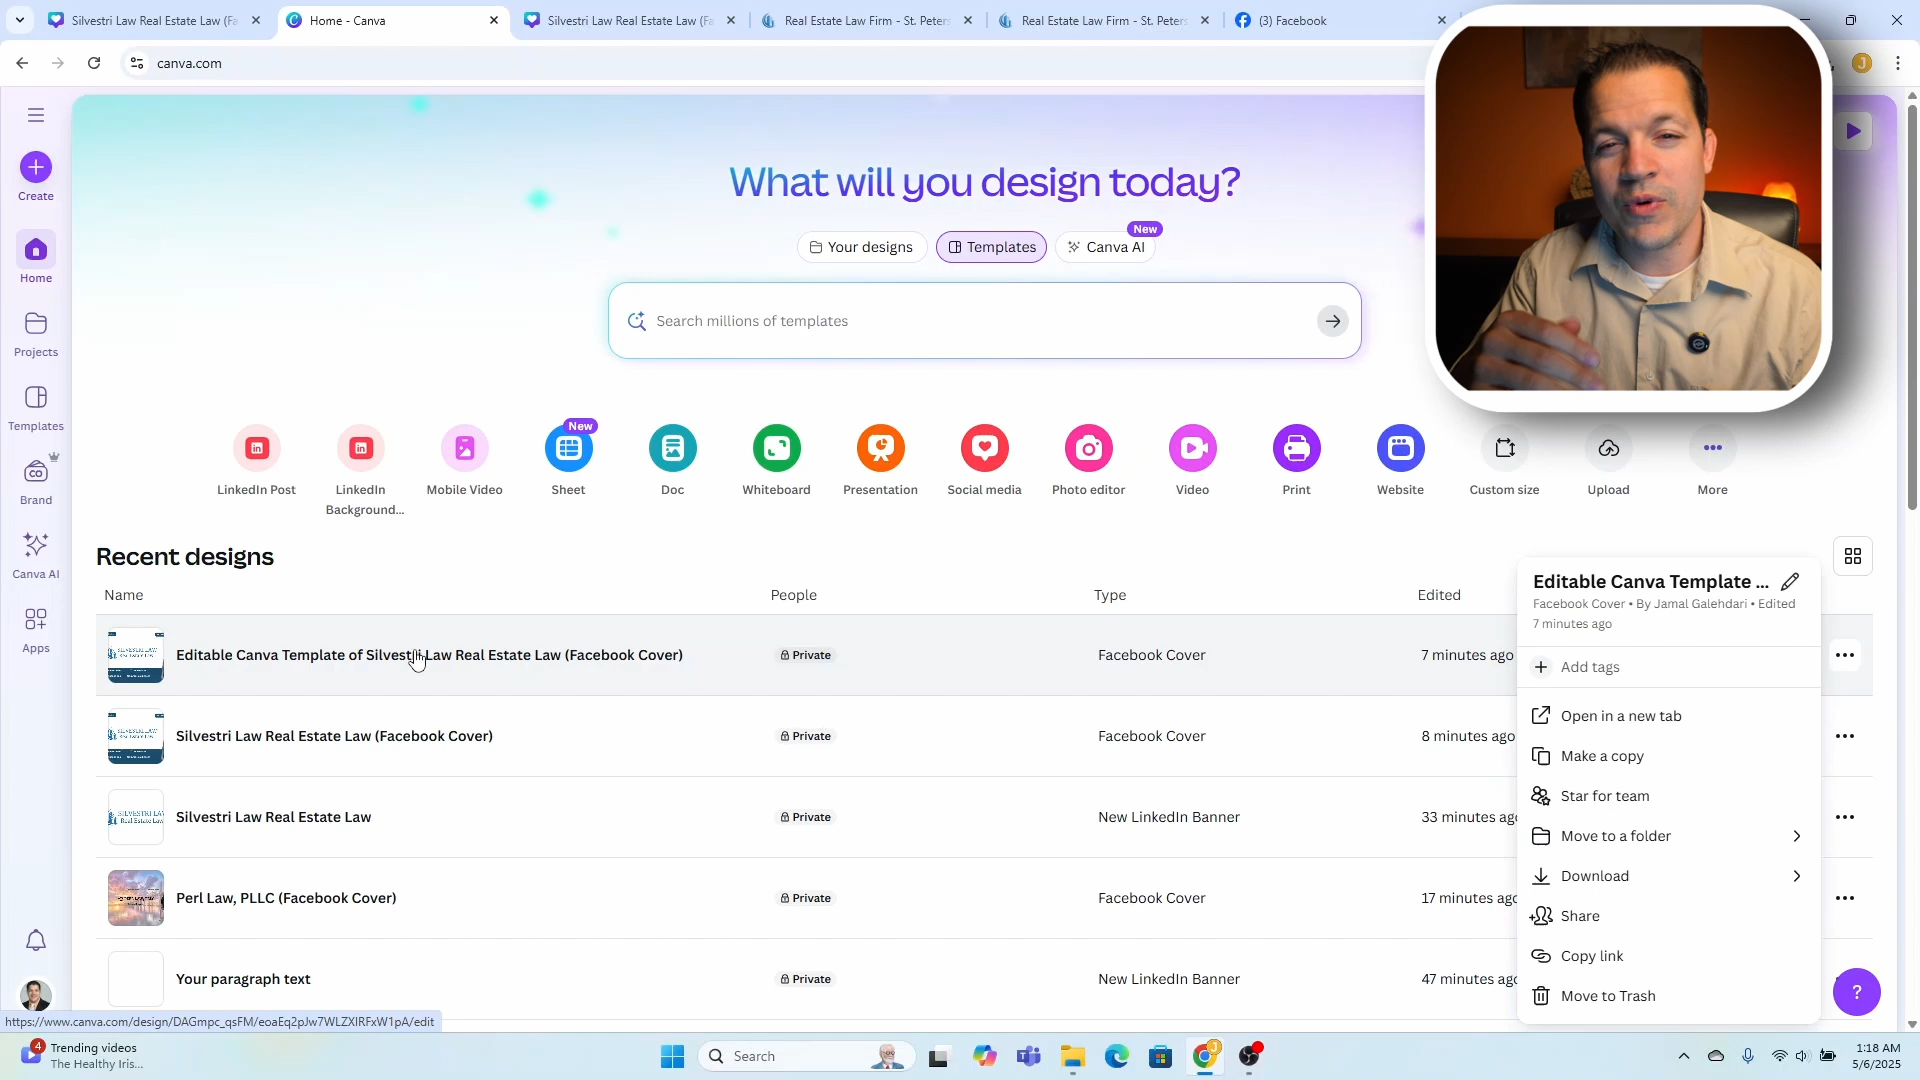 Silvestri Law Real Estate Law (Fa
Home - Canva
Silvestri Law Real Estate Law (Fa
Real Estate Law Firm - St. Peters
Real Estate Law Firm - St. Peters
(3) Facebook
canva.com
J
Create
Home
Projects
Templates
Brand
Canva AI
Apps
What will you design today?
Your designs
Templates
Canva AI
New
Search millions of templates
LinkedIn Post
LinkedIn
Background...
Mobile Video
New
Sheet
Doc
Whiteboard
Presentation
Social media
Photo editor
Video
Print
Website
Custom size
Upload
More
Recent designs
Name
People
Type
Edited
Editable Canva Template of Silvestri Law Real Estate Law (Facebook Cover)
Private
Facebook Cover
7 minutes ago
Silvestri Law Real Estate Law (Facebook Cover)
Private
Facebook Cover
8 minutes ago
Silvestri Law Real Estate Law
Private
New LinkedIn Banner
33 minutes ago
Perl Law, PLLC (Facebook Cover)
Private
Facebook Cover
17 minutes ago
Your paragraph text
Private
New LinkedIn Banner
47 minutes ago
Editable Canva Template ...
Facebook Cover • By Jamal Galehdari • Edited
7 minutes ago
Add tags
Open in a new tab
Make a copy
Star for team
Move to a folder
Download
Share
Copy link
Move to Trash
?
https://www.canva.com/design/DAGmpc_qsFM/eoaEq2pJw7WLZXIRFxW1pA/edit
4
Trending videos
The Healthy Iris...
Search
1:18 AM
5/6/2025